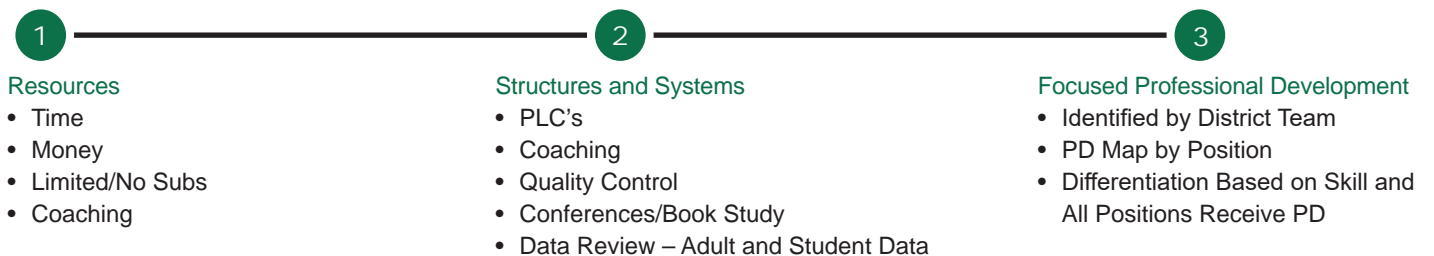 1
2
3
Resources
• Time
• Money
• Limited/No Subs
• Coaching
Structures and Systems
• PLC's
• Coaching
• Quality Control
• Conferences/Book Study
• Data Review – Adult and Student Data
Focused Professional Development
• Identified by District Team
• PD Map by Position
• Differentiation Based on Skill and
All Positions Receive PD